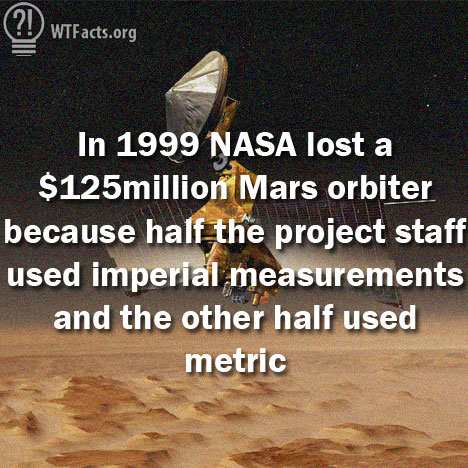 ?!
WTFacts.org
In 1999 NASA lost a
$125million Mars orbiter
because half the project staff
used imperial measurements
and the other half used
metric